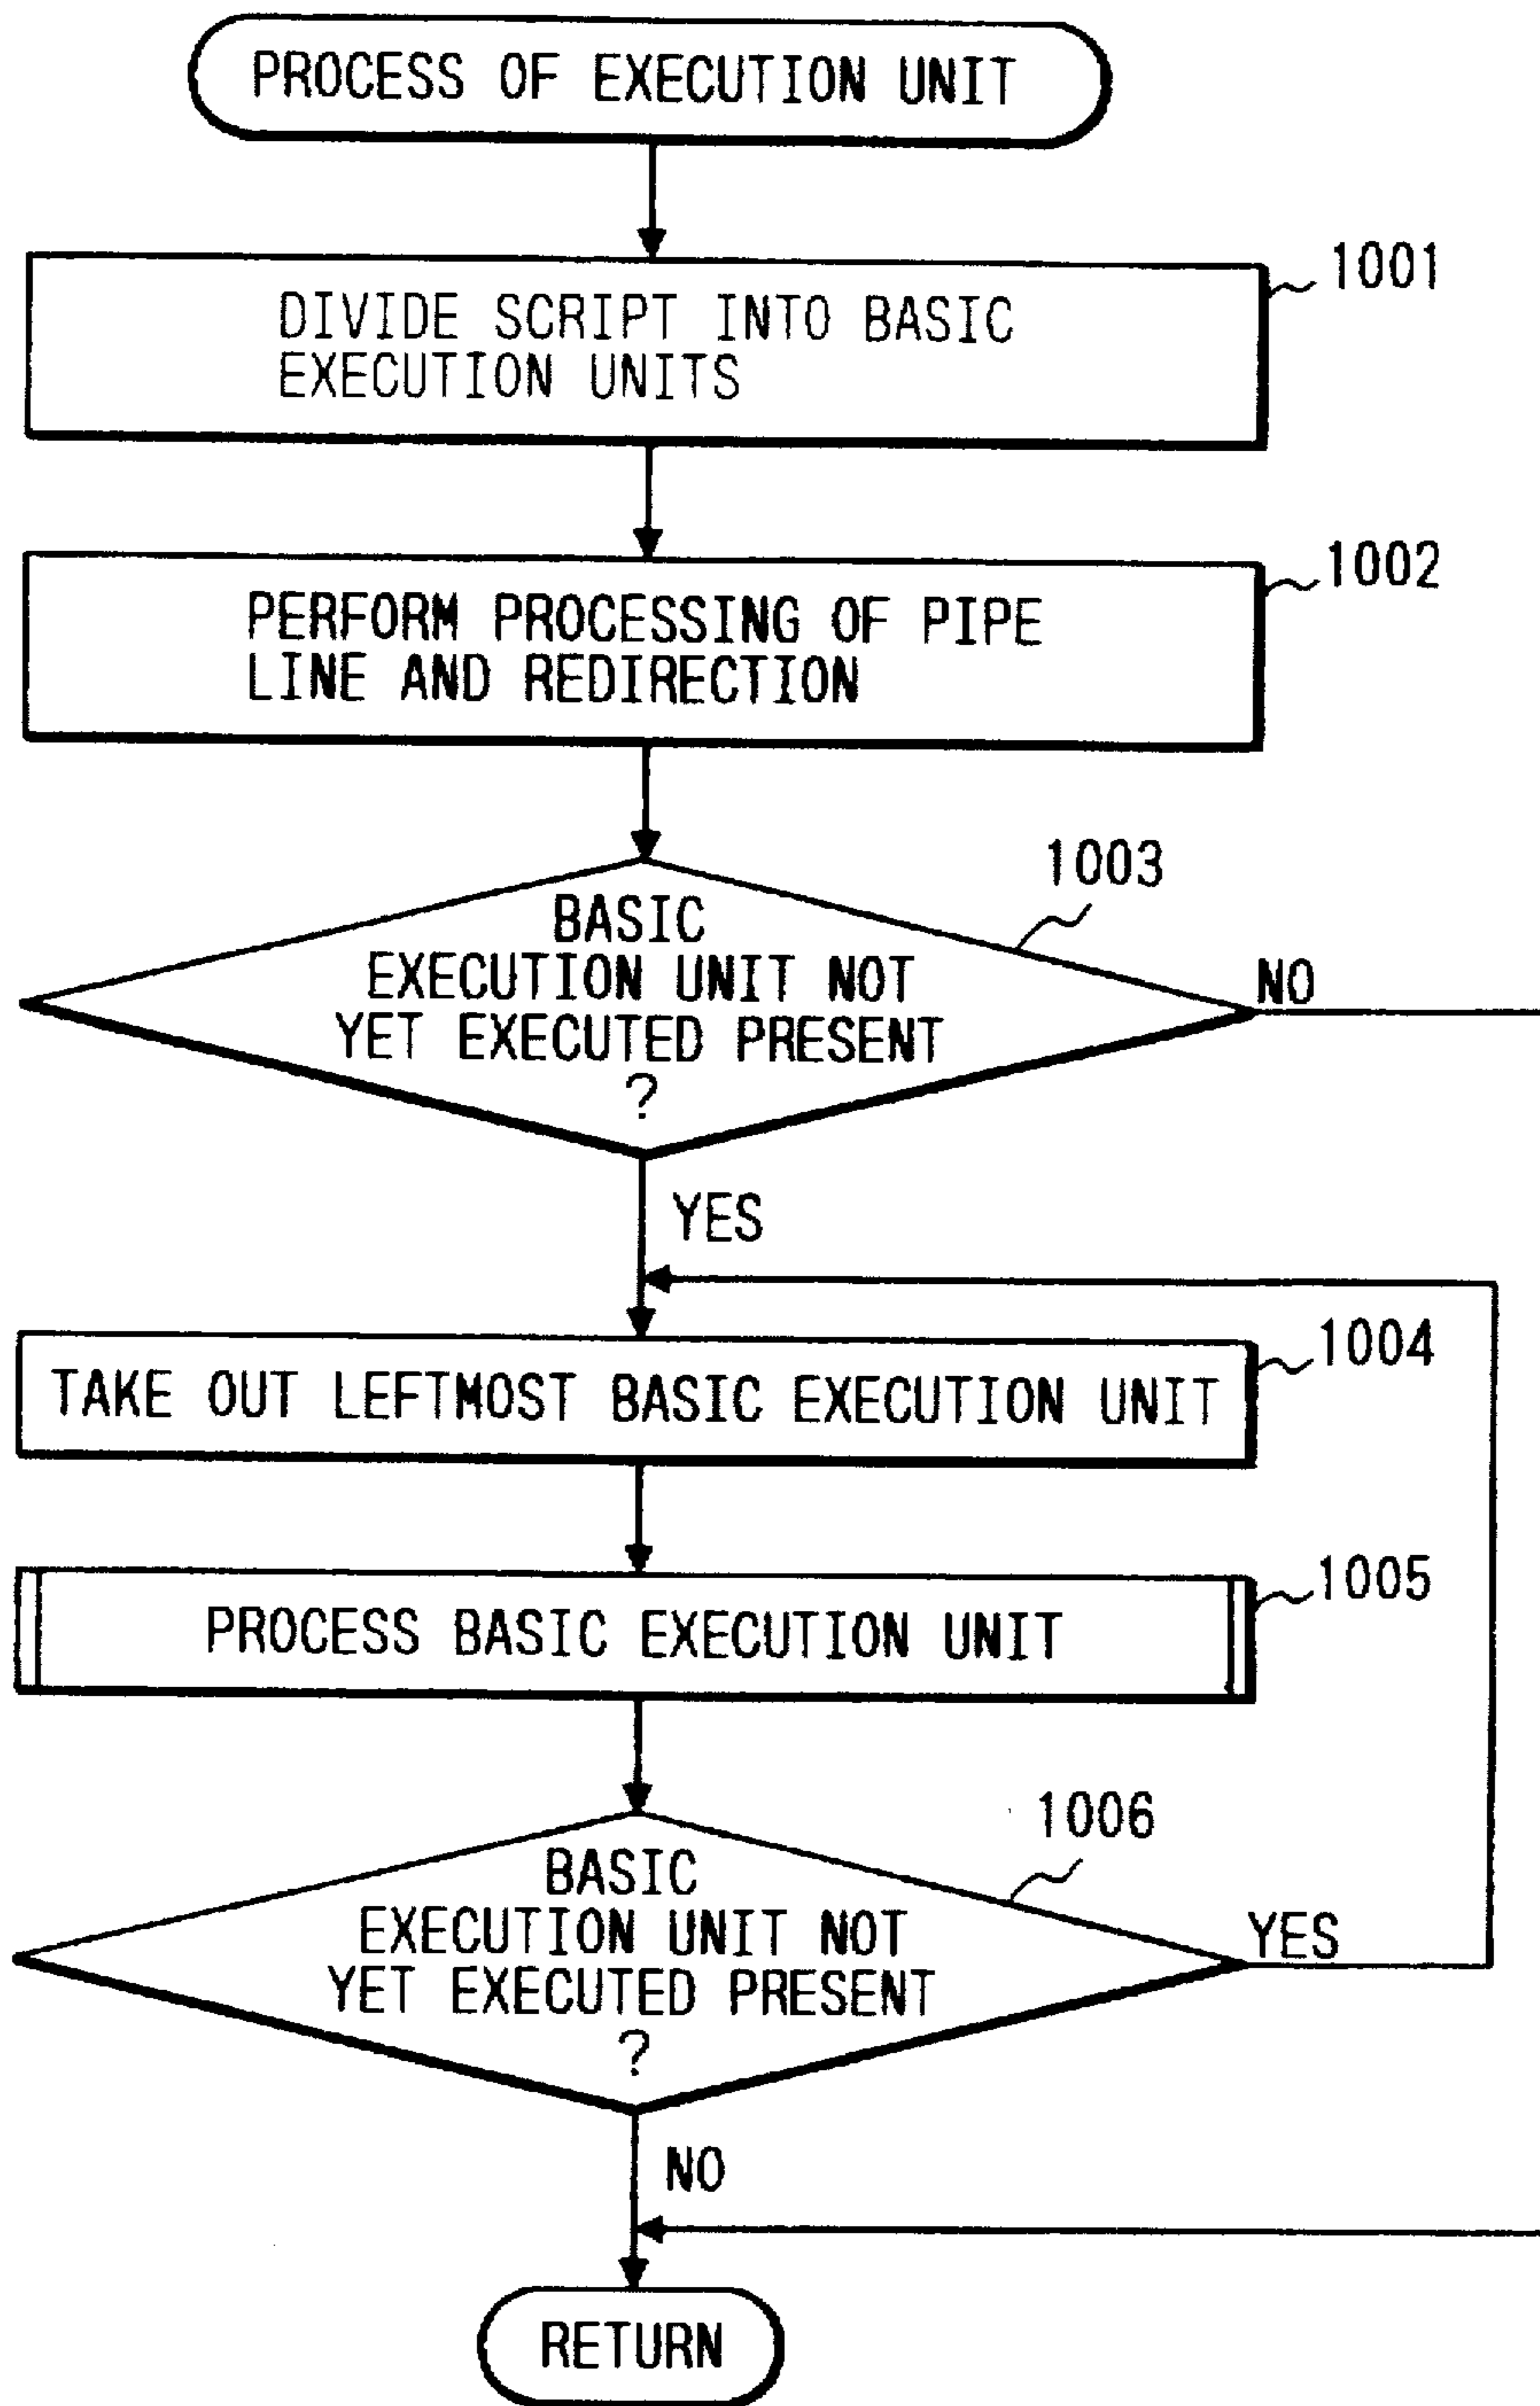 PROCESS OF EXECUTION UNIT
1001
DIVIDE SCRIPT INTO BASIC
EXECUTION UNITS
1002
PERFORM PROCESSING OF PIPE
LINE AND REDIRECTION
1003
BASIC
EXECUTION UNIT NOT
YET EXECUTED PRESENT
?
NO
YES
1004
TAKE OUT LEFTMOST BASIC EXECUTION UNIT
1005
PROCESS BASIC EXECUTION UNIT
1006
BASIC
EXECUTION UNIT NOT
YET EXECUTED PRESENT
?
YES
NO
RETURN